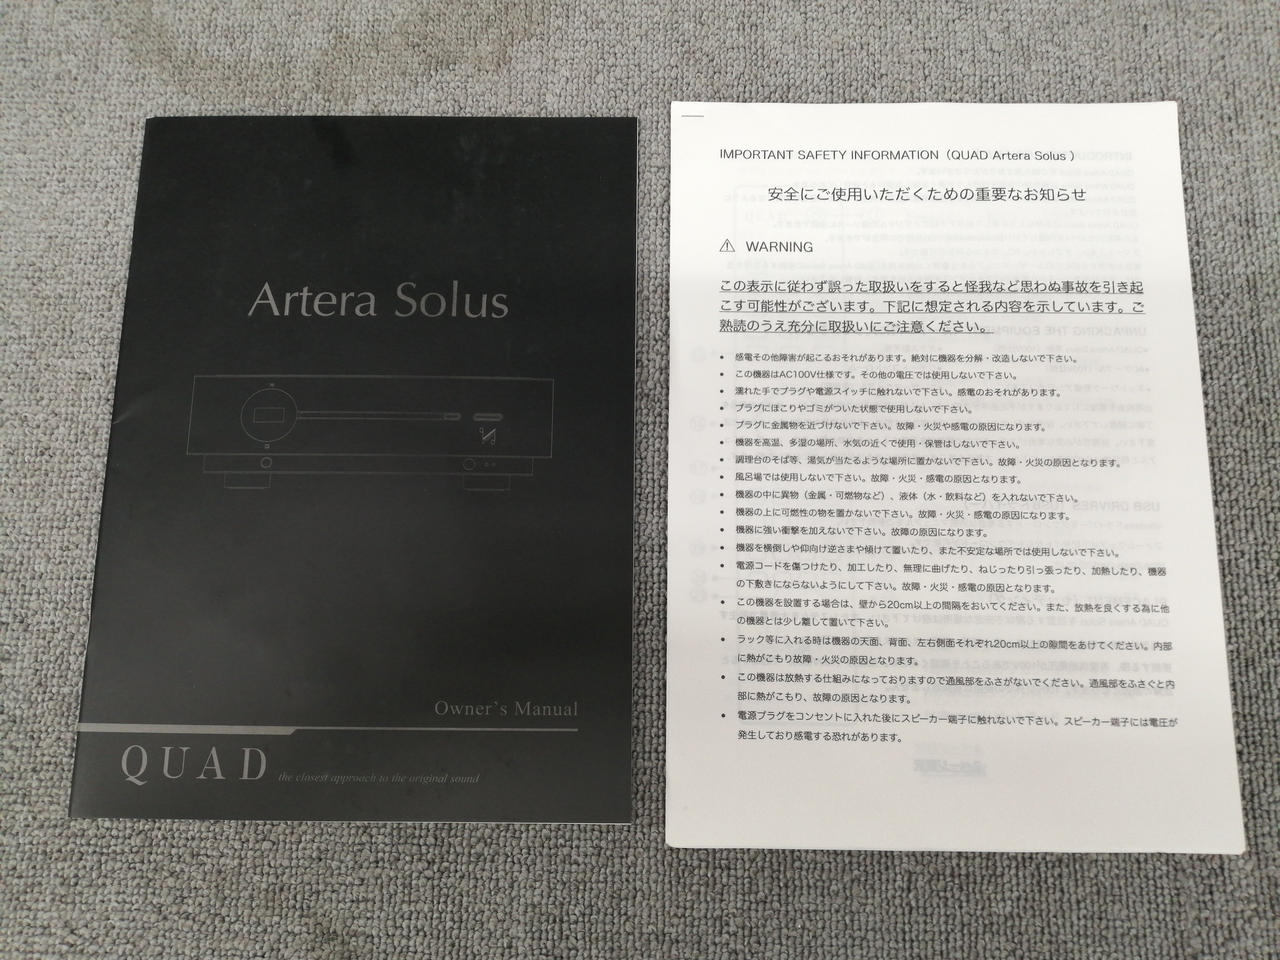 Artera Solus
Owner's Manual
QUAD
the closest approach to the original sound
IMPORTANT SAFETY INFORMATION（QUAD Artera Solus ）
安全にご使用いただくための重要なお知らせ
⚠ WARNING
この表示に従わず誤った取扱いをすると怪我など思わぬ事故を引き起
こす可能性がございます。下記に想定される内容を示しています。ご
熟読のうえ充分に取扱いにご注意ください。
• 感電その他障害が起こるおそれがあります。絶対に機器を分解・改造しないで下さい。
• この機器はAC100V仕様です。その他の電圧では使用しないで下さい。
• 濡れた手でプラグや電源スイッチに触れないで下さい。感電のおそれがあります。
• プラグにほこりやゴミがついた状態で使用しないで下さい。
• プラグに金属物を近づけないで下さい。故障・火災や感電の原因になります。
• 機器を高温、多湿の場所、水気の近くで使用・保管はしないで下さい。
• 調理台のそば等、湯気が当たるような場所に置かないで下さい。故障・火災の原因となります。
• 風呂場では使用しないで下さい。故障・火災・感電の原因になります。
• 機器の中に異物（金属・可燃物など）、液体（水・飲料など）を入れないで下さい。
• 機器の上に可燃性の物を置かないで下さい。故障・火災・感電の原因になります。
• 機器に強い衝撃を加えないで下さい。故障の原因になります。
• 機器を横倒しや仰向け逆さまや傾けて置いたり、また不安定な場所では使用しないで下さい。
• 電源コードを傷つけたり、加工したり、無理に曲げたり、ねじったり引っ張ったり、加熱したり、機器
の下敷きにならないようにして下さい。故障・火災・感電の原因となります。
• この機器を設置する場合は、壁から20cm以上の間隔をおいてください。また、放熱を良くする為に他
の機器とは少し離して置いて下さい。
• ラック等に入れる時は機器の天面、背面、左右側面それぞれ20cm以上の隙間をあけてください。内部
に熱がこもり故障・火災の原因となります。
• この機器は放熱する仕組みになっておりますので通風部をふさがないでください。通風部をふさぐと内
部に熱がこもり、故障の原因となります。
• 電源プラグをコンセントに入れた後にスピーカー端子に触れないで下さい。スピーカー端子には電圧が
発生しており感電する恐れがあります。